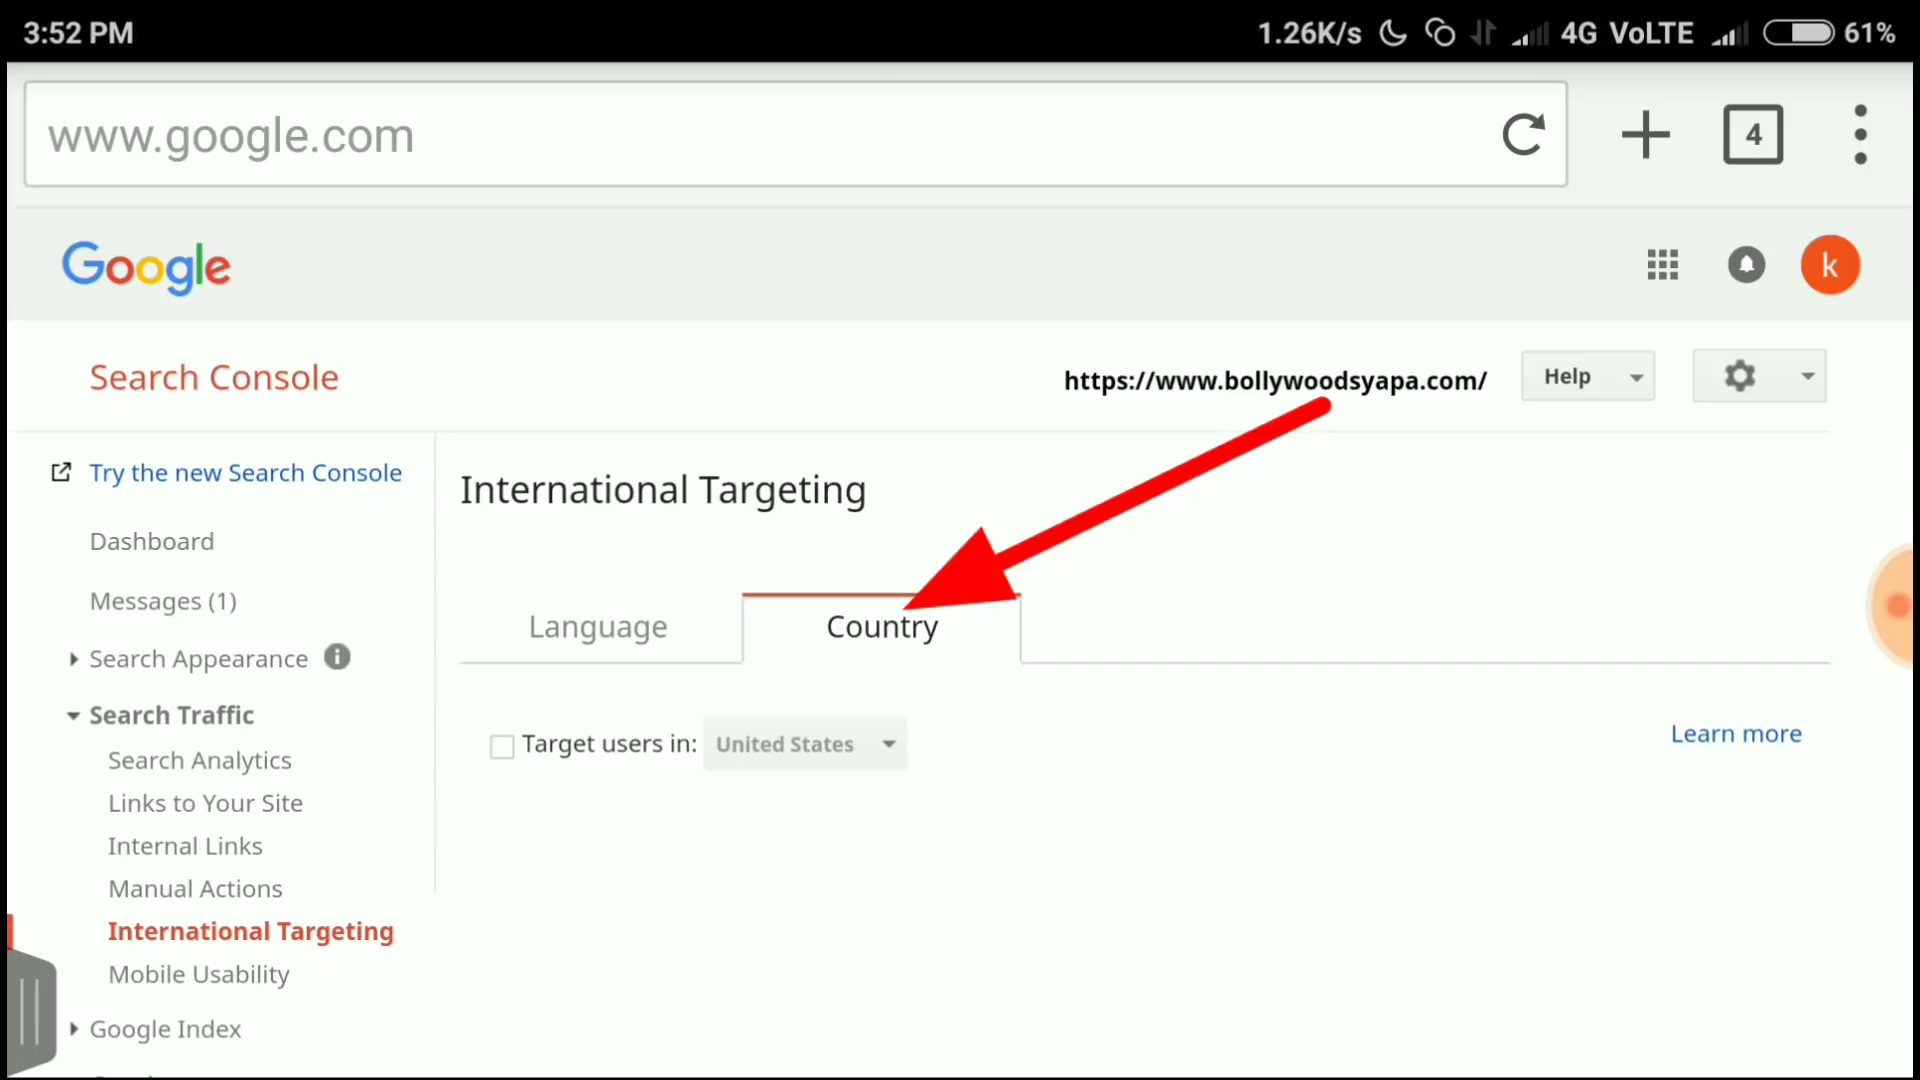 3:52 PM 1.26K/s 4G VoLTE 61%
www.google.com 4
Google k
Search Console https://www.bollywoodsyapa.com/ Help
Try the new Search Console
International Targeting
Dashboard
Messages (1)
Language Country
Search Appearance i
Search Traffic
Target users in: United States Learn more
Search Analytics
Links to Your Site
Internal Links
Manual Actions
International Targeting
Mobile Usability
Google Index